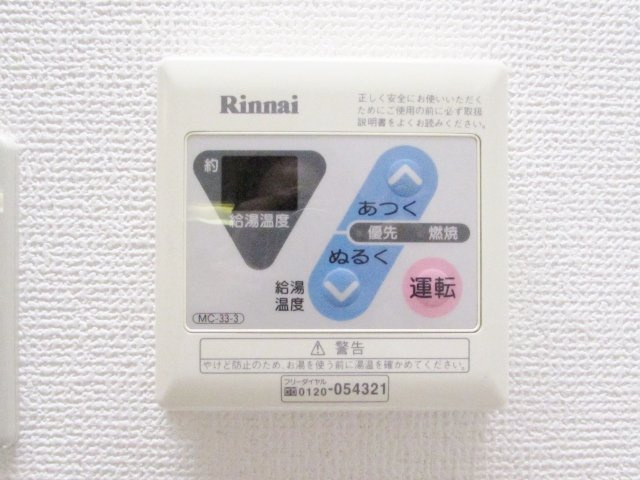 Rinnai
正しく安全にお使いいただく
ためにご使用の前に必ず取扱
説明書をよくお読みください。
約
給湯温度
あつく
優先 燃焼
ぬるく
給湯
温度
運転
MC-33-3
⚠ 警告
やけど防止のため、お湯を使う前に湯温を確かめてください。
フリーダイヤル
0120-054321